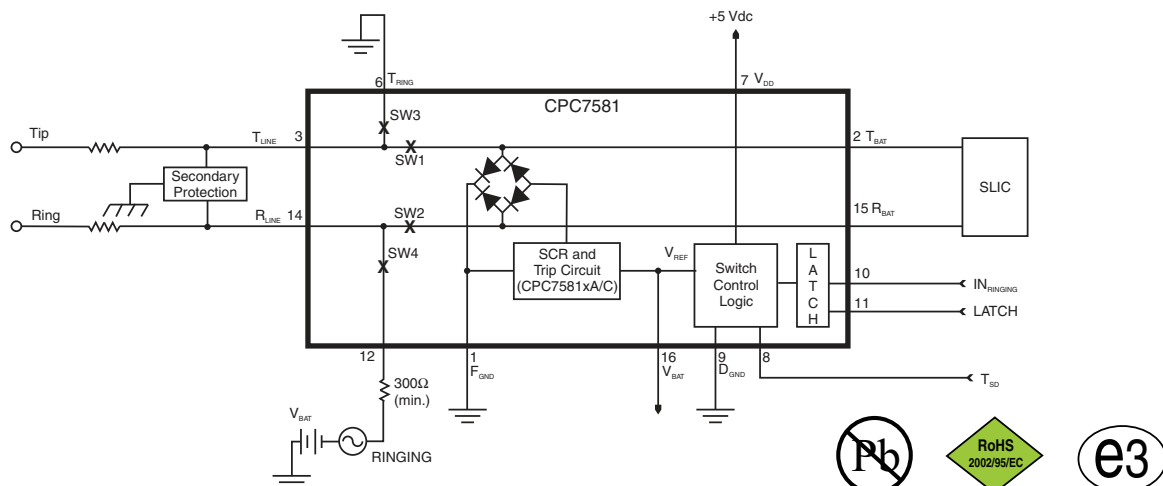 +5 Vdc
6 TRING
7 VDD
CPC7581
SW3
Tip
TLINE 3
SW1
2 TBAT
Secondary
Protection
SLIC
Ring
RLINE 14
SW2
15 RBAT
SW4
SCR and
Trip Circuit
(CPC7581xA/C)
VREF
Switch
Control
Logic
LATCH
10
INRINGING
11
LATCH
12
1
FGND
16
VBAT
9
DGND
8
TSD
300Ω
(min.)
VBAT
RINGING
Pb
RoHS
2002/95/EC
e3